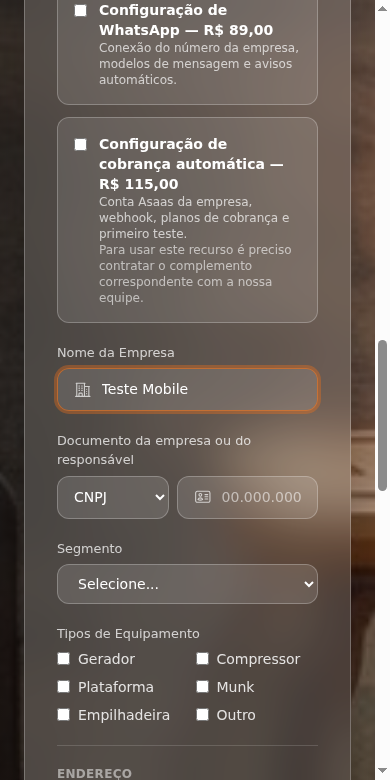 Configuração de
WhatsApp — R$ 89,00
Conexão do número da empresa,
modelos de mensagem e avisos
automáticos.
Configuração de
cobrança automática —
R$ 115,00
Conta Asaas da empresa,
webhook, planos de cobrança e
primeiro teste.
Para usar este recurso é preciso
contratar o complemento
correspondente com a nossa
equipe.
Nome da Empresa
Teste Mobile
Documento da empresa ou do
responsável
CNPJ 00.000.000
Segmento
Selecione...
Tipos de Equipamento
Gerador Compressor
Plataforma Munk
Empilhadeira Outro
ENDEREÇO